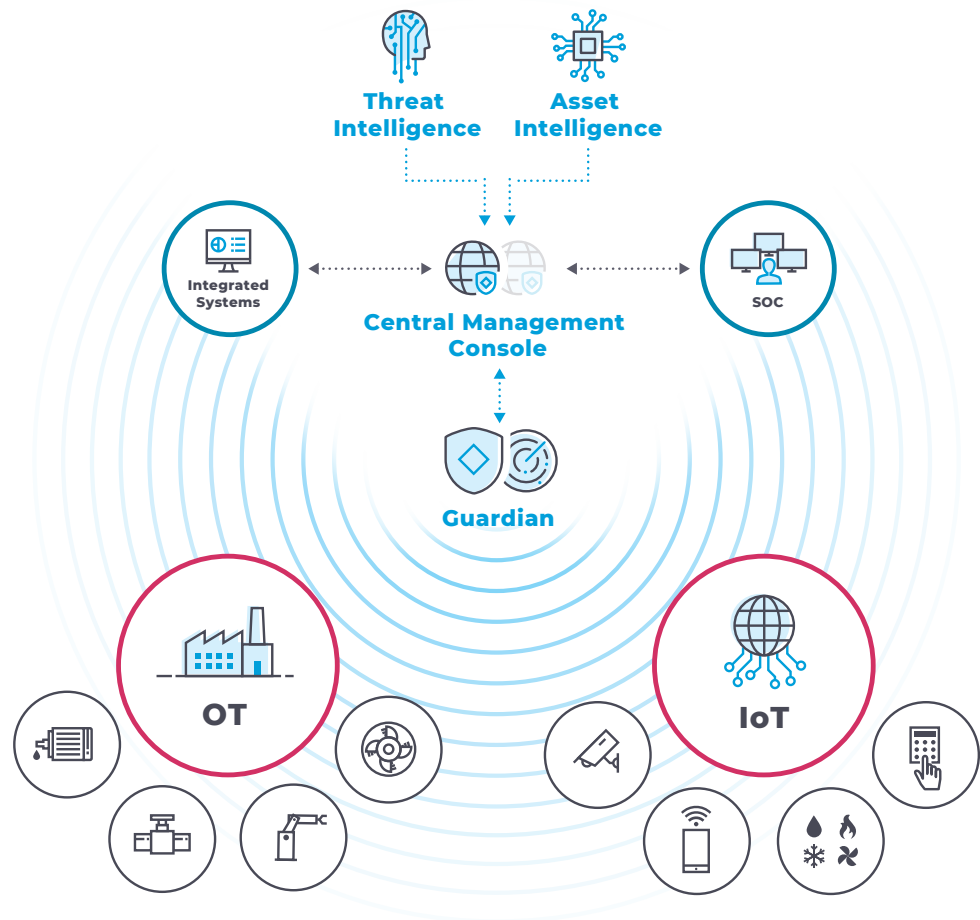 Threat
Intelligence
Asset
Intelligence
Integrated
Systems
SOC
Central Management
Console
Guardian
OT
IoT